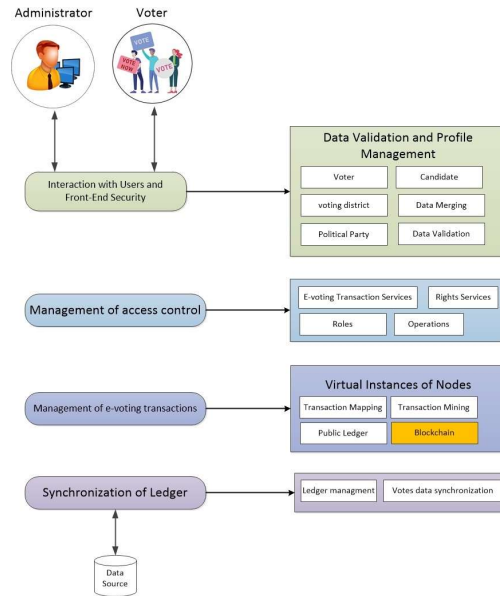 Administrator
Voter
VOTE
VOTE NOW
VOTE
Interaction with Users and
Front-End Security
Data Validation and Profile
Management
Voter
Candidate
voting district
Data Merging
Political Party
Data Validation
Management of access control
E-voting Transaction Services
Rights Services
Roles
Operations
Management of e-voting transactions
Virtual Instances of Nodes
Transaction Mapping
Transaction Mining
Public Ledger
Blockchain
Synchronization of Ledger
Ledger managment
Votes data synchronization
Data
Source